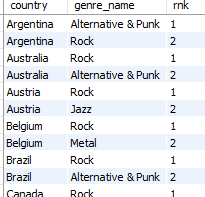 country genre_name rnk
Argentina Alternative & Punk 1
Argentina Rock 2
Australia Rock 1
Australia Alternative & Punk 2
Austria Rock 1
Austria Jazz 2
Belgium Rock 1
Belgium Metal 2
Brazil Rock 1
Brazil Alternative & Punk 2
Canada Rock 1